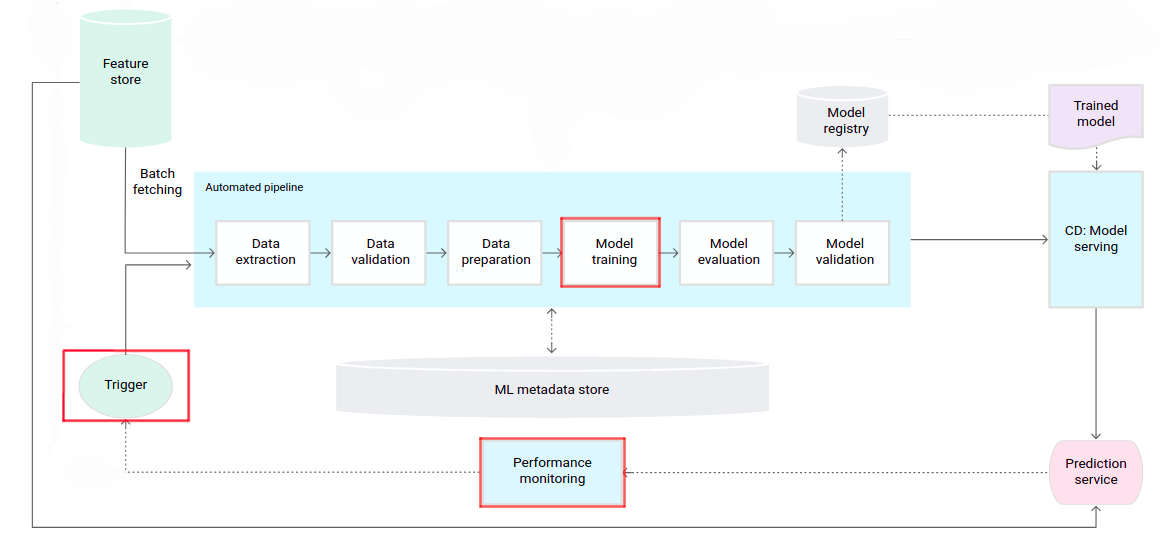 Feature
store
Batch
fetching
Model
registry
Trained
model
Automated pipeline
Data
extraction
Data
validation
Data
preparation
Model
training
Model
evaluation
Model
validation
CD: Model
serving
Trigger
ML metadata store
Performance
monitoring
Prediction
service